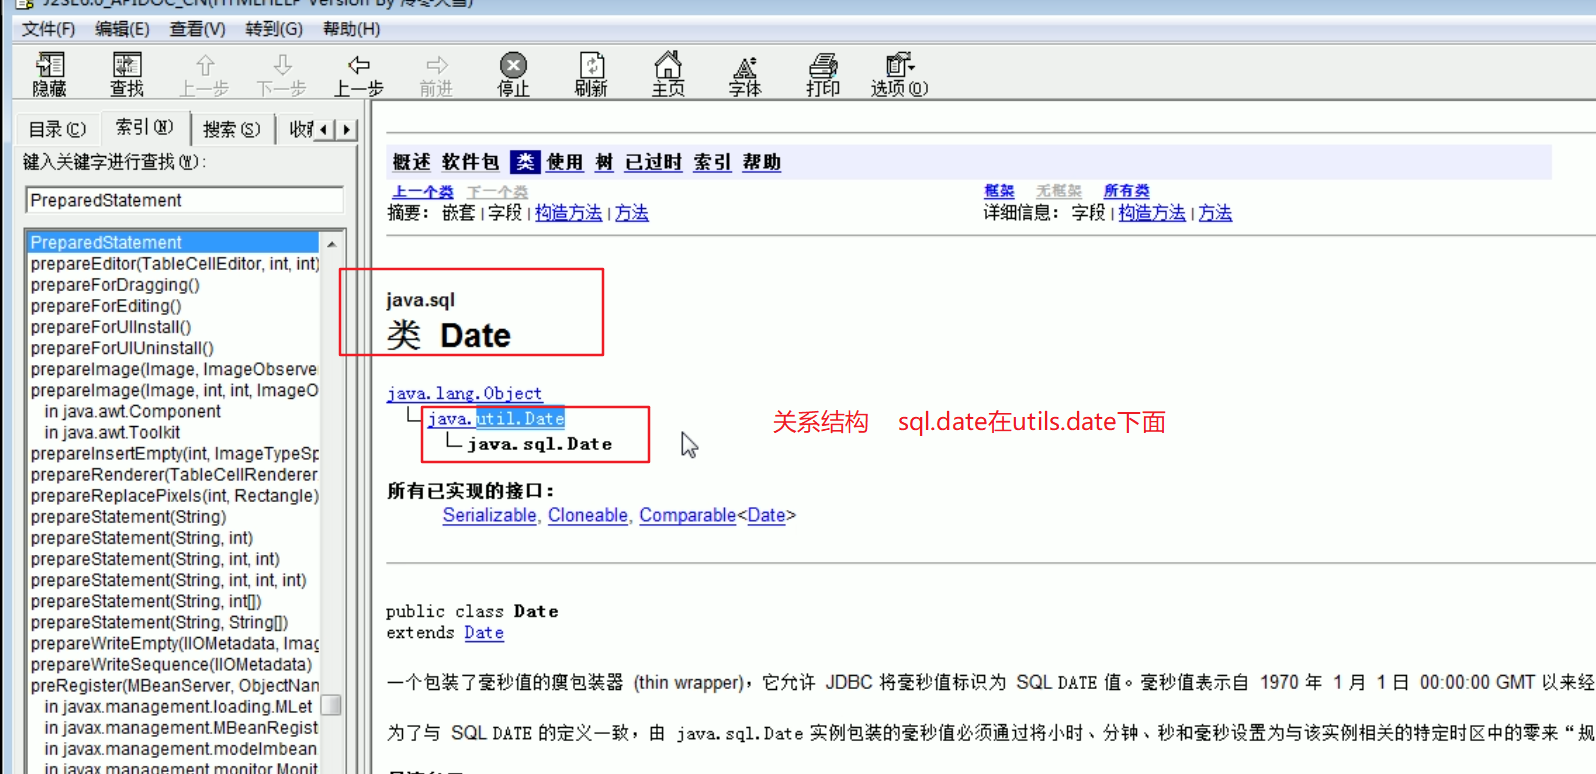 J2SE6.0_APIDOC_CN(HTMLHELP Version By 冷冬天雪)
文件(F) 编辑(E) 查看(V) 转到(G) 帮助(H)
隐藏 查找 上一步 下一步 上一步 前进 停止 刷新 主页 字体 打印 选项(O)
目录(C) 索引(N) 搜索(S)
键入关键字进行查找(W):
PreparedStatement
PreparedStatement
prepareEditor(TableCellEditor, int, int)
prepareForDragging()
prepareForEditing()
prepareForUIInstall()
prepareForUIUninstall()
prepareImage(Image, ImageObserve
prepareImage(Image, int, int, ImageO
in java.awt.Component
in java.awt.Toolkit
prepareInsertEmpty(int, ImageTypeSp
prepareRenderer(TableCellRenderer
prepareReplacePixels(int, Rectangle)
prepareStatement(String)
prepareStatement(String, int)
prepareStatement(String, int, int)
prepareStatement(String, int, int, int)
prepareStatement(String, int[])
prepareStatement(String, String[])
prepareWriteEmpty(IIOMetadata, Imag
prepareWriteSequence(IIOMetadata)
preRegister(MBeanServer, ObjectNan
in javax.management.loading.MLet
in javax.management.MBeanRegist
in javax.management.modelmbean
in javax.management.monitor.Monit
概述 软件包 类 使用 树 已过时 索引 帮助
上一个类 下一个类 框架 无框架 所有类
摘要: 嵌套 | 字段 | 构造方法 | 方法 详细信息: 字段 | 构造方法 | 方法
java.sql
类 Date
java.lang.Object
java.util.Date
java.sql.Date
关系结构 sql.date在utils.date下面
所有已实现的接口:
Serializable, Cloneable, Comparable<Date>
public class Date
extends Date
一个包装了毫秒值的瘦包装器 (thin wrapper)，它允许 JDBC 将毫秒值标识为 SQL DATE 值。毫秒值表示自 1970 年 1 月 1 日 00:00:00 GMT 以来经
为了与 SQL DATE 的定义一致，由 java.sql.Date 实例包装的毫秒值必须通过将小时、分钟、秒和毫秒设置为与该实例相关的特定时区中的零来“规